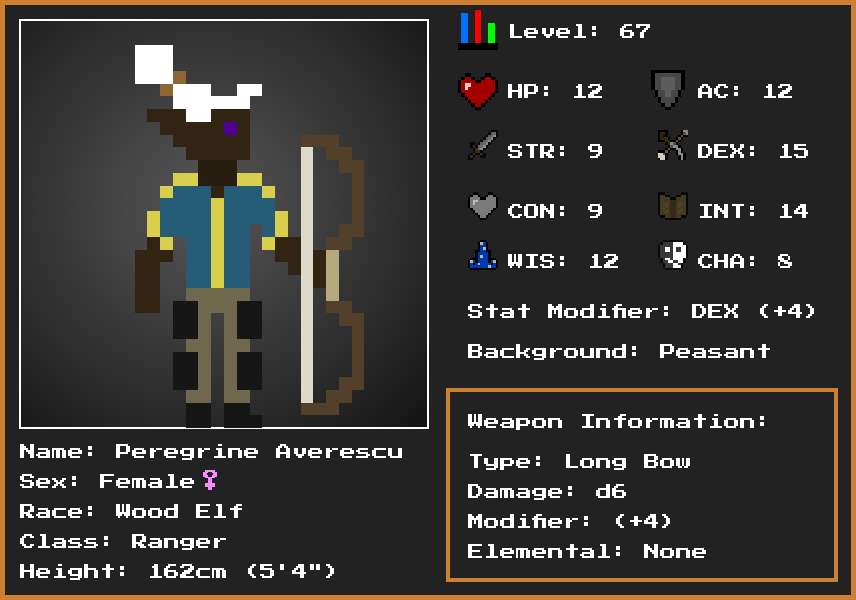 Level: 67
HP: 12 AC: 12
STR: 9 DEX: 15
CON: 9 INT: 14
WIS: 12 CHA: 8
Stat Modifier: DEX (+4)
Background: Peasant
Weapon Information:
Type: Long Bow
Damage: d6
Modifier: (+4)
Elemental: None
Name: Peregrine Averescu
Sex: Female♀
Race: Wood Elf
Class: Ranger
Height: 162cm (5'4")